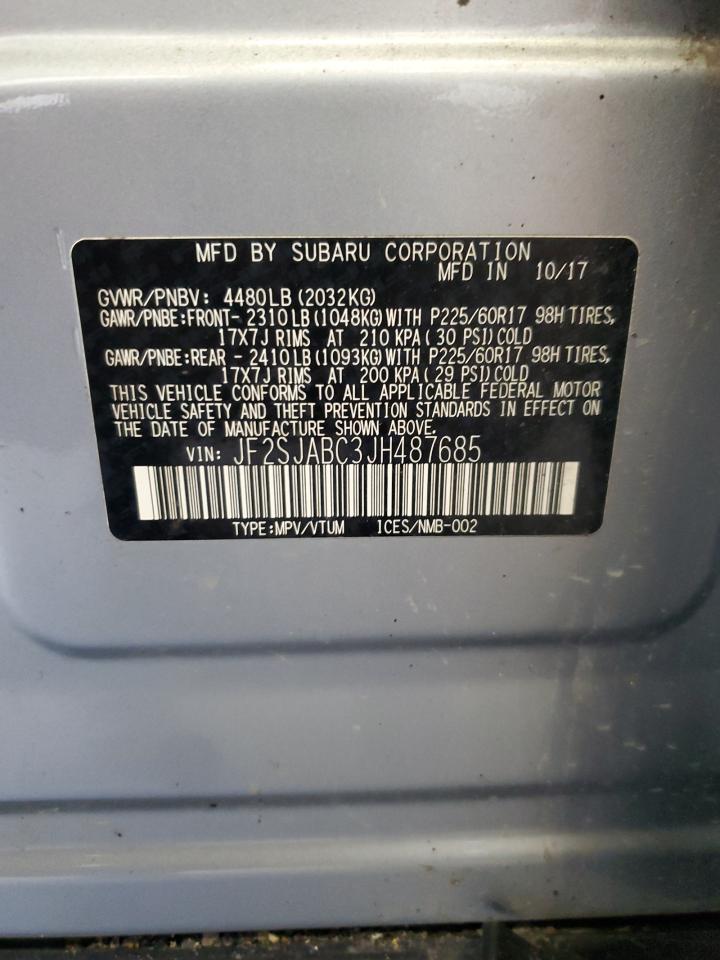 MFD BY SUBARU CORPORATION
MFD IN 10/17
GVWR/PNBV: 4480LB(2032KG)
GAWR/PNBE:FRONT- 2310LB(1048KG)WITH P225/60R17 98H TIRES,
17X7J RIMS AT 210 KPA( 30 PSI)COLD
GAWR/PNBE:REAR - 2410LB(1093KG)WITH P225/60R17 98H TIRES,
17X7J RIMS AT 200 KPA( 29 PSI)COLD
THIS VEHICLE CONFORMS TO ALL APPLICABLE FEDERAL MOTOR
VEHICLE SAFETY AND THEFT PREVENTION STANDARDS IN EFFECT ON
THE DATE OF MANUFACTURE SHOWN ABOVE.
VIN: JF2SJABC3JH487685
TYPE:MPV/VTUM ICES/NMB-002